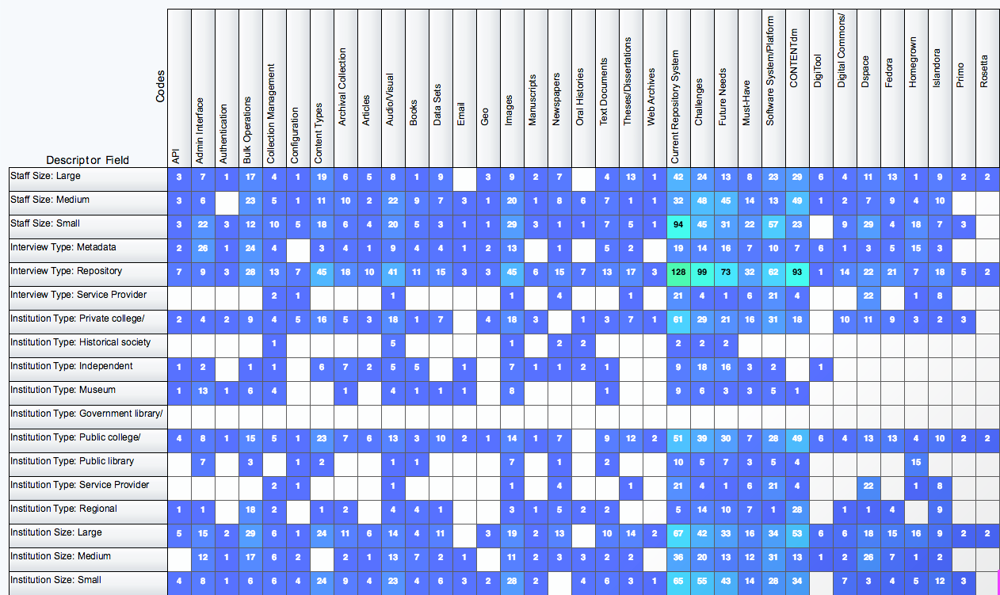 Codes
Descriptor Field
API
Admin Interface
Authentication
Bulk Operations
Collection Management
Configuration
Content Types
Archival Collection
Articles
Audio/Visual
Books
Data Sets
Email
Geo
Images
Manuscripts
Newspapers
Oral Histories
Text Documents
Theses/Dissertations
Web Archives
Current Repository System
Challenges
Future Needs
Must-Have
Software System/Platform
CONTENTdm
DigiTool
Digital Commons/
Dspace
Fedora
Homegrown
Islandora
Primo
Rosetta
Staff Size: Large 3 7 1 17 4 1 19 6 5 8 1 9 3 9 2 7 4 13 1 42 24 13 8 23 29 6 4 11 13 1 9 2 2
Staff Size: Medium 3 6 23 5 1 11 10 2 22 9 7 3 1 20 1 8 6 7 1 1 32 48 45 14 13 49 1 2 7 9 4 10
Staff Size: Small 3 22 3 12 10 5 18 6 4 20 5 3 1 1 29 3 1 1 7 5 1 94 45 31 22 57 23 9 29 4 18 7 3
Interview Type: Metadata 2 26 1 24 4 3 4 1 9 4 4 1 2 13 1 5 2 19 14 16 7 10 7 6 1 3 5 15 3
Interview Type: Repository 7 9 3 28 13 7 45 18 10 41 11 15 3 3 45 6 15 7 13 17 3 128 99 73 32 62 93 1 14 22 21 7 18 5 2
Interview Type: Service Provider 2 1 1 1 4 1 21 4 1 6 21 4 22 1 8
Institution Type: Private college/ 2 4 2 9 4 5 16 5 3 18 1 7 4 18 3 1 3 7 1 61 29 21 16 31 18 10 11 9 3 2 3
Institution Type: Historical society 1 5 1 2 2 2 2 2
Institution Type: Independent 1 2 1 1 6 7 2 5 5 1 7 1 1 2 1 9 18 16 3 2 1
Institution Type: Museum 1 13 1 6 4 1 4 1 1 1 8 1 9 6 3 3 5 1
Institution Type: Government library/
Institution Type: Public college/ 4 8 1 15 5 1 23 7 6 13 3 10 2 1 14 1 7 9 12 2 51 39 30 7 28 49 6 4 13 13 4 10 2 2
Institution Type: Public library 7 3 1 2 1 1 7 1 2 10 5 7 3 5 4 15
Institution Type: Service Provider 2 1 1 1 4 1 21 4 1 6 21 4 22 1 8
Institution Type: Regional 1 1 18 2 1 2 4 4 1 3 1 5 2 2 5 14 10 7 1 28 1 1 4 9
Institution Size: Large 5 15 2 29 6 1 24 11 6 14 4 11 3 19 2 13 10 14 2 67 42 33 16 34 53 6 6 18 15 16 9 2 2
Institution Size: Medium 12 1 17 6 2 2 1 13 7 2 1 11 2 3 3 2 2 36 20 13 12 31 13 1 2 26 7 1 2
Institution Size: Small 4 8 1 6 6 4 24 9 4 23 4 6 3 2 28 2 4 6 3 1 65 55 43 14 28 34 7 3 4 5 12 3